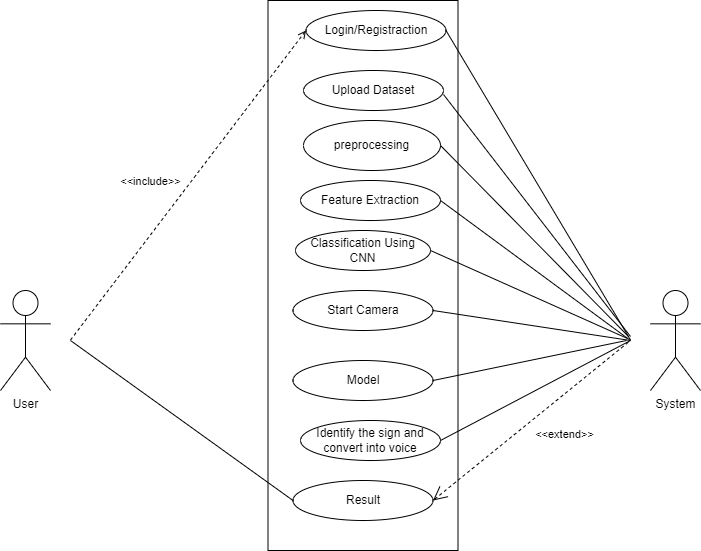 Login/Registraction
Upload Dataset
preprocessing
<<include>>
Feature Extraction
Classification Using
CNN
Start Camera
Model
User
System
Identify the sign and
convert into voice
<<extend>>
Result